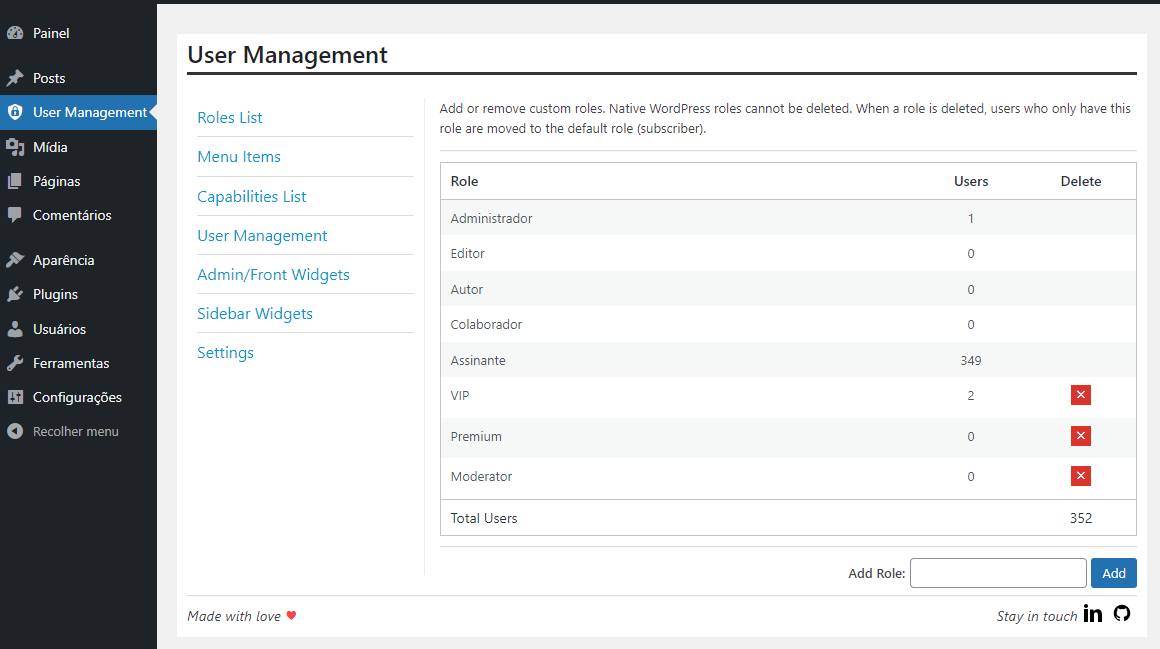 Painel
Posts
User Management
Mídia
Páginas
Comentários
Aparência
Plugins
Usuários
Ferramentas
Configurações
Recolher menu
User Management
Roles List
Menu Items
Capabilities List
User Management
Admin/Front Widgets
Sidebar Widgets
Settings
Add or remove custom roles. Native WordPress roles cannot be deleted. When a role is deleted, users who only have this
role are moved to the default role (subscriber).
Role Users Delete
Administrador 1
Editor 0
Autor 0
Colaborador 0
Assinante 349
VIP 2
Premium 0
Moderator 0
Total Users 352
Add Role: Add
Made with love
Stay in touch